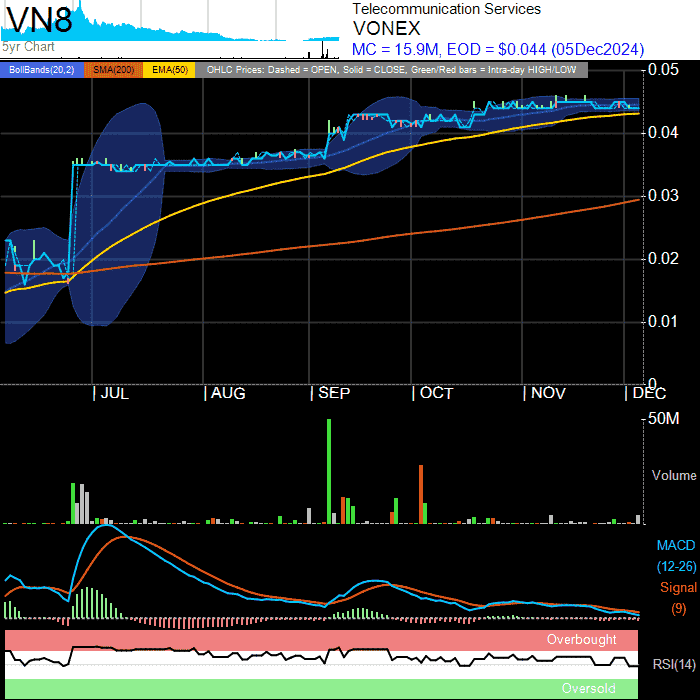 VN8
5yr Chart
Telecommunication Services
VONEX
MC = 15.9M, EOD = $0.044 (05Dec2024)
BollBands(20,2) SMA(200) EMA(50) OHLC Prices: Dashed = OPEN, Solid = CLOSE, Green/Red bars = Intra-day HIGH/LOW
0.05
0.04
0.03
0.02
0.01
0
JUL AUG SEP OCT NOV DEC
50M
Volume
MACD
(12-26)
Signal
(9)
Overbought
RSI(14)
Oversold